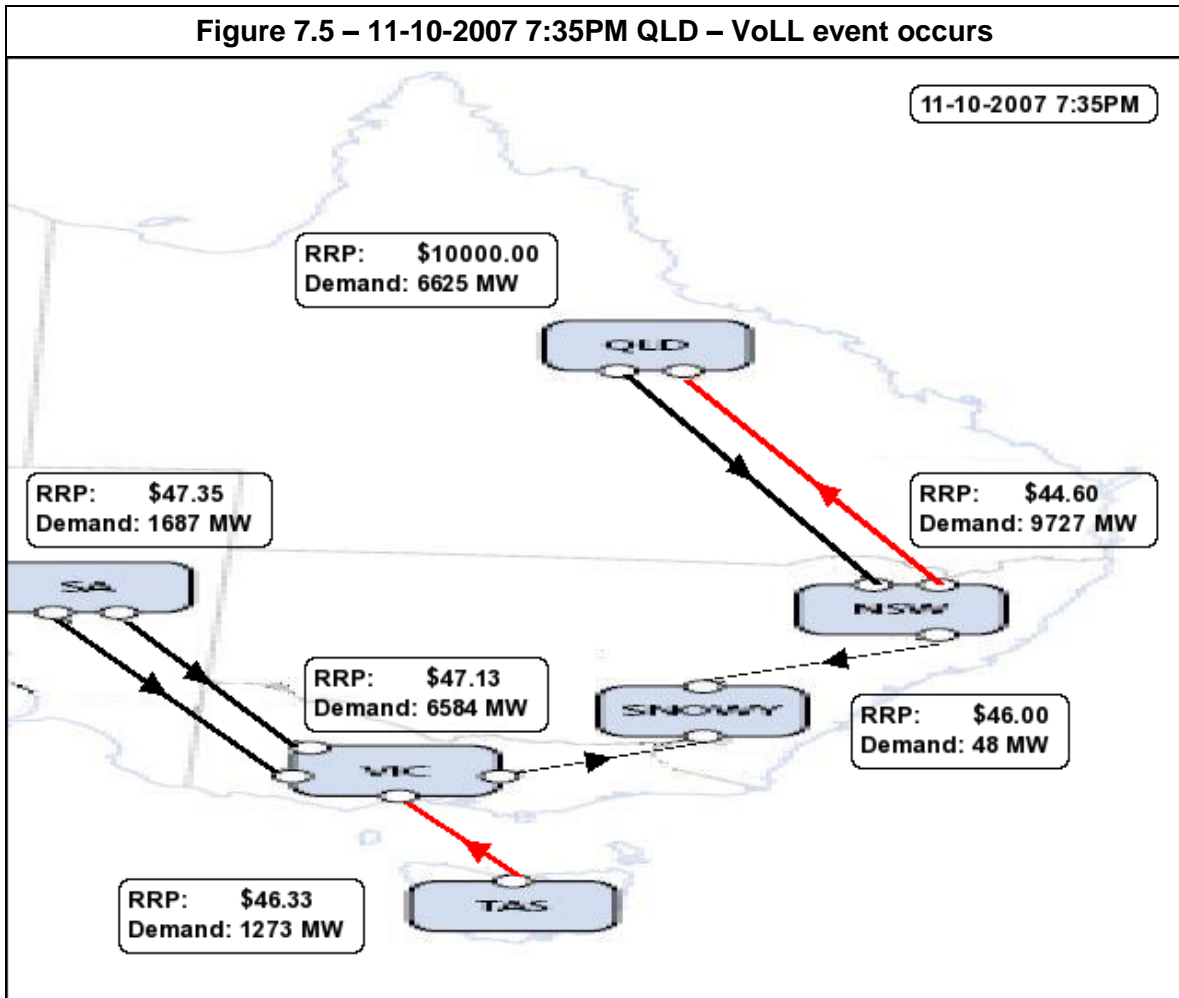 Figure 7.5 – 11-10-2007 7:35PM QLD – VoLL event occurs
11-10-2007 7:35PM
RRP: $10000.00
Demand: 6625 MW
QLD
RRP: $47.35
Demand: 1687 MW
RRP: $44.60
Demand: 9727 MW
SA
NSW
RRP: $47.13
Demand: 6584 MW
SNOWY
RRP: $46.00
Demand: 48 MW
VIC
RRP: $46.33
Demand: 1273 MW
TAS